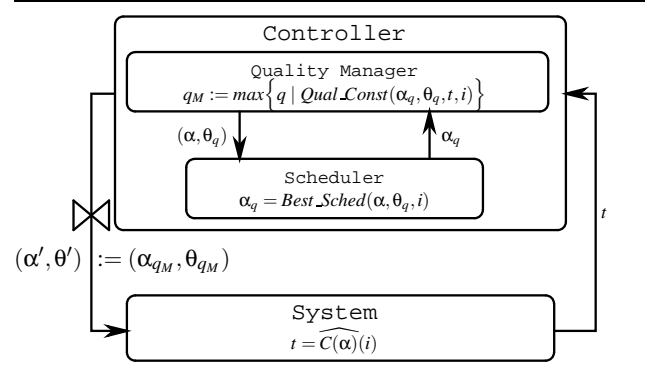 Controller
Quality Manager
q_M := max{q | Qual_Const(α_q, θ_q, t, i)}
(α, θ_q)
α_q
Scheduler
α_q = Best_Sched(α, θ_q, i)
t
(α′, θ′) := (α_{q_M}, θ_{q_M})
System
t = \widehat{C(α)}(i)